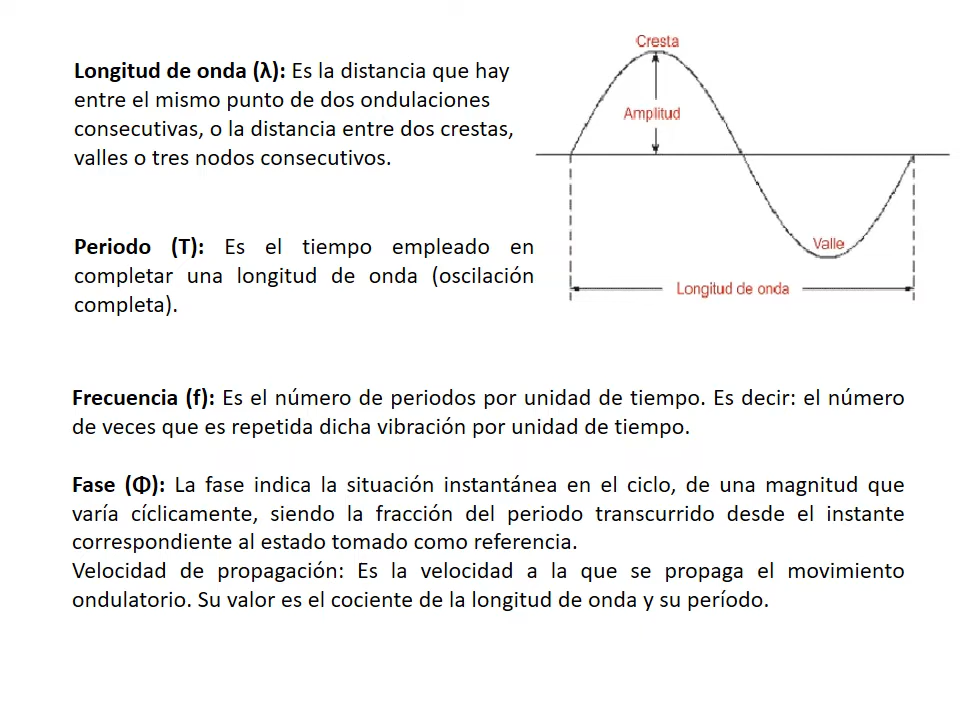 Longitud de onda (λ): Es la distancia que hay
entre el mismo punto de dos ondulaciones
consecutivas, o la distancia entre dos crestas,
valles o tres nodos consecutivos.
Cresta
Amplitud
Valle
Longitud de onda
Periodo (T): Es el tiempo empleado en
completar una longitud de onda (oscilación
completa).
Frecuencia (f): Es el número de periodos por unidad de tiempo. Es decir: el número
de veces que es repetida dicha vibración por unidad de tiempo.
Fase (Φ): La fase indica la situación instantánea en el ciclo, de una magnitud que
varía cíclicamente, siendo la fracción del periodo transcurrido desde el instante
correspondiente al estado tomado como referencia.
Velocidad de propagación: Es la velocidad a la que se propaga el movimiento
ondulatorio. Su valor es el cociente de la longitud de onda y su período.